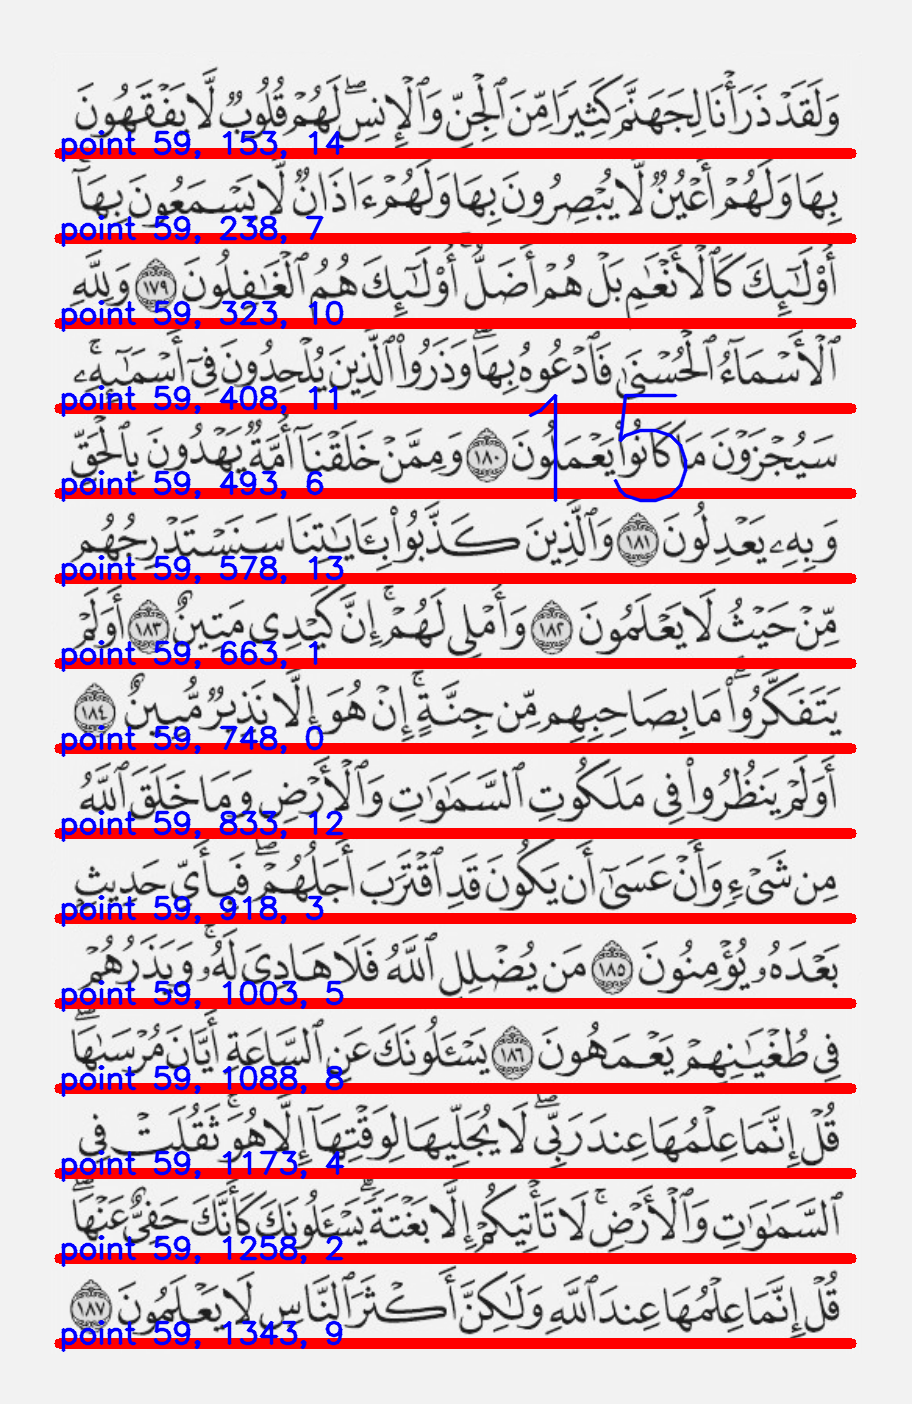 وَلَقَدْ ذَرَأْنَا لِجَهَنَّمَ كَثِيرًا مِّنَ ٱلْجِنِّ وَٱلْإِنسِ ۖ لَهُمْ قُلُوبٌ لَّا يَفْقَهُونَ
point 59, 153, 14
بِهَا وَلَهُمْ أَعْيُنٌ لَّا يُبْصِرُونَ بِهَا وَلَهُمْ ءَاذَانٌ لَّا يَسْمَعُونَ بِهَآ
point 59, 238, 7
أُو۟لَٰٓئِكَ كَٱلْأَنْعَٰمِ بَلْ هُمْ أَضَلُّ ۚ أُو۟لَٰٓئِكَ هُمُ ٱلْغَٰفِلُونَ ١٧٩ وَلِلَّهِ
point 59, 323, 10
ٱلْأَسْمَآءُ ٱلْحُسْنَىٰ فَٱدْعُوهُ بِهَا ۖ وَذَرُوا۟ ٱلَّذِينَ يُلْحِدُونَ فِىٓ أَسْمَٰٓئِهِۦ ۚ
point 59, 408, 11
سَيُجْزَوْنَ مَا كَانُوا۟ يَعْمَلُونَ ١٨٠ وَمِمَّنْ خَلَقْنَآ أُمَّةٌ يَهْدُونَ بِٱلْحَقِّ
15
point 59, 493, 6
وَبِهِۦ يَعْدِلُونَ ١٨١ وَٱلَّذِينَ كَذَّبُوا۟ بِـَٔايَٰتِنَا سَنَسْتَدْرِجُهُم
point 59, 578, 13
مِّنْ حَيْثُ لَا يَعْلَمُونَ ١٨٢ وَأُمْلِى لَهُمْ ۚ إِنَّ كَيْدِى مَتِينٌ ١٨٣ أَوَلَمْ
point 59, 663, 1
يَتَفَكَّرُوا۟ ۗ مَا بِصَاحِبِهِم مِّن جِنَّةٍ ۚ إِنْ هُوَ إِلَّا نَذِيرٌ مُّبِينٌ ١٨٤
point 59, 748, 0
أَوَلَمْ يَنظُرُوا۟ فِى مَلَكُوتِ ٱلسَّمَٰوَٰتِ وَٱلْأَرْضِ وَمَا خَلَقَ ٱللَّهُ
point 59, 833, 12
مِن شَىْءٍ وَأَنْ عَسَىٰٓ أَن يَكُونَ قَدِ ٱقْتَرَبَ أَجَلُهُمْ ۖ فَبِأَىِّ حَدِيثٍۭ
point 59, 918, 3
بَعْدَهُۥ يُؤْمِنُونَ ١٨٥ مَن يُضْلِلِ ٱللَّهُ فَلَا هَادِىَ لَهُۥ ۚ وَيَذَرُهُمْ
point 59, 1003, 5
فِى طُغْيَٰنِهِمْ يَعْمَهُونَ ١٨٦ يَسْـَٔلُونَكَ عَنِ ٱلسَّاعَةِ أَيَّانَ مُرْسَىٰهَا ۖ
point 59, 1088, 8
قُلْ إِنَّمَا عِلْمُهَا عِندَ رَبِّى ۖ لَا يُجَلِّيهَا لِوَقْتِهَآ إِلَّا هُوَ ۚ ثَقُلَتْ فِى
point 59, 1173, 4
ٱلسَّمَٰوَٰتِ وَٱلْأَرْضِ ۚ لَا تَأْتِيكُمْ إِلَّا بَغْتَةً ۗ يَسْـَٔلُونَكَ كَأَنَّكَ حَفِىٌّ عَنْهَا ۖ
point 59, 1258, 2
قُلْ إِنَّمَا عِلْمُهَا عِندَ ٱللَّهِ وَلَٰكِنَّ أَكْثَرَ ٱلنَّاسِ لَا يَعْلَمُونَ ١٨٧
point 59, 1343, 9